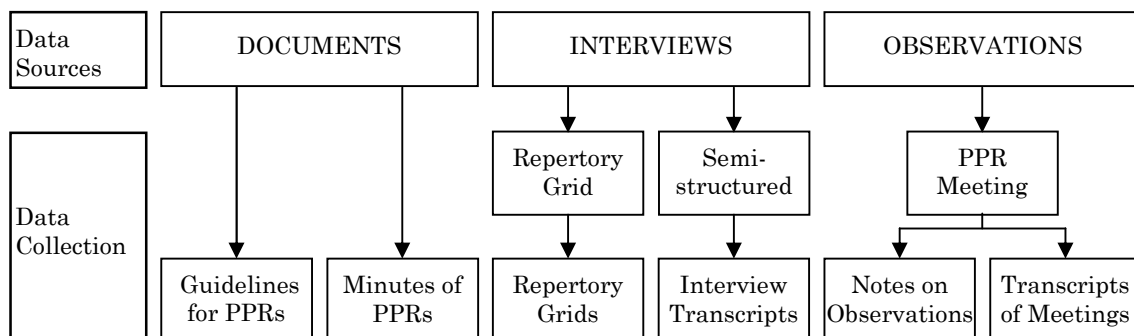 Data
Sources
DOCUMENTS
INTERVIEWS
OBSERVATIONS
Data
Collection
Repertory
Grid
Semi-
structured
PPR
Meeting
Guidelines
for PPRs
Minutes of
PPRs
Repertory
Grids
Interview
Transcripts
Notes on
Observations
Transcripts
of Meetings